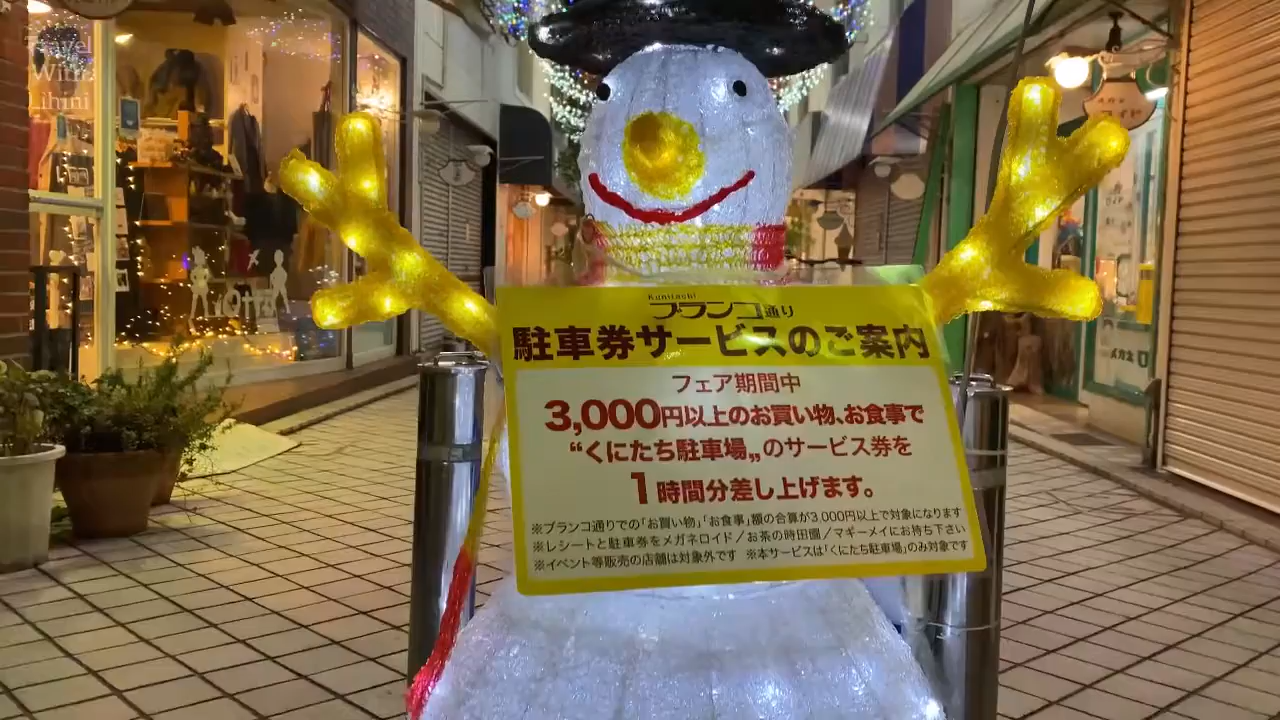 Travel
With
Lihini
Kunitachi
ブランコ通り
駐車券サービスのご案内
フェア期間中
3,000円以上のお買い物、お食事で
“くにたち駐車場„のサービス券を
1時間分差し上げます。
※ブランコ通りでの「お買い物」「お食事」額の合算が3,000円以上で対象になります
※レシートと駐車券をメガネロイド/お茶の時田園/マギーメイにお持ち下さい
※イベント等販売の店舗は対象外です ※本サービスは「くにたち駐車場」のみ対象です